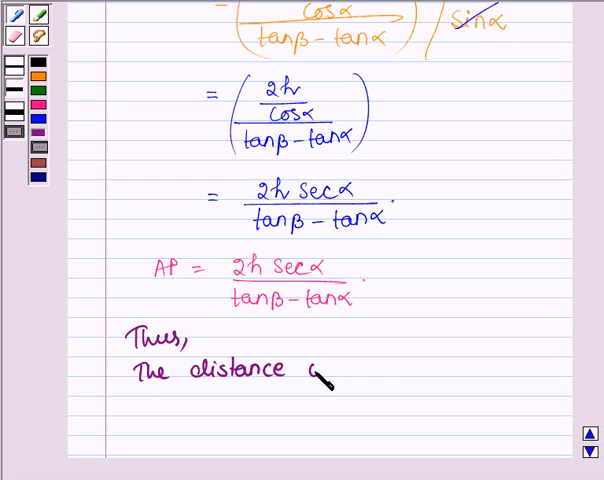 = (cosα / (tanβ - tanα)) / sinα
= ((2h / cosα) / (tanβ - tanα))
= 2h secα / (tanβ - tanα).
AP = 2h secα / (tanβ - tanα).
Thus,
The distance